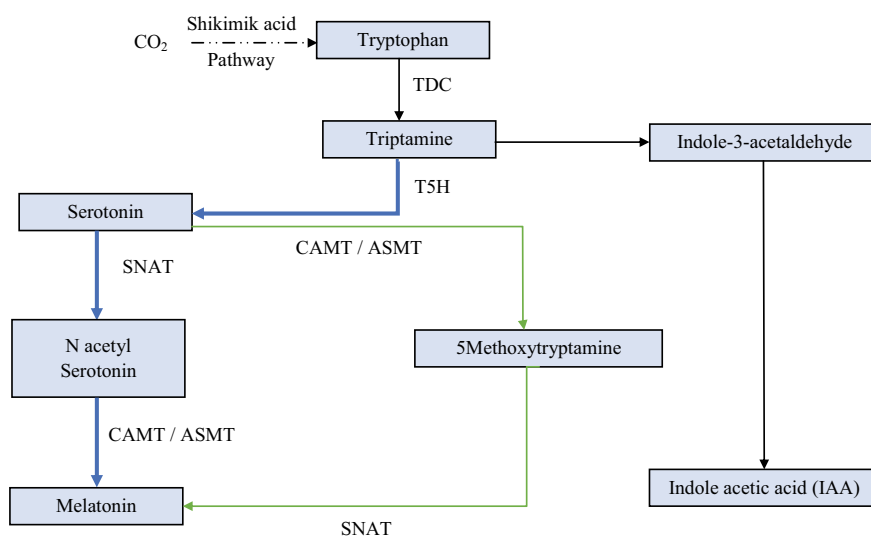 Shikimik acid
CO₂
Pathway
Tryptophan
TDC
Triptamine
Indole-3-acetaldehyde
T5H
Serotonin
CAMT / ASMT
SNAT
N acetyl
Serotonin
5Methoxytryptamine
CAMT / ASMT
Melatonin
Indole acetic acid (IAA)
SNAT